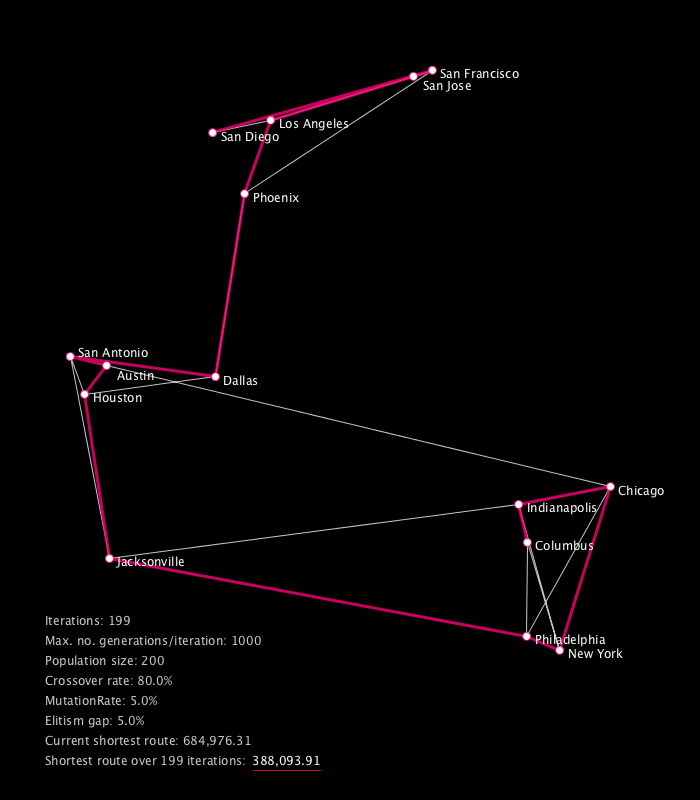 San Francisco
San Jose
Los Angeles
San Diego
Phoenix
San Antonio
Austin
Dallas
Houston
Chicago
Indianapolis
Columbus
Jacksonville
Philadelphia
New York
Iterations: 199
Max. no. generations/iteration: 1000
Population size: 200
Crossover rate: 80.0%
MutationRate: 5.0%
Elitism gap: 5.0%
Current shortest route: 684,976.31
Shortest route over 199 iterations: 388,093.91